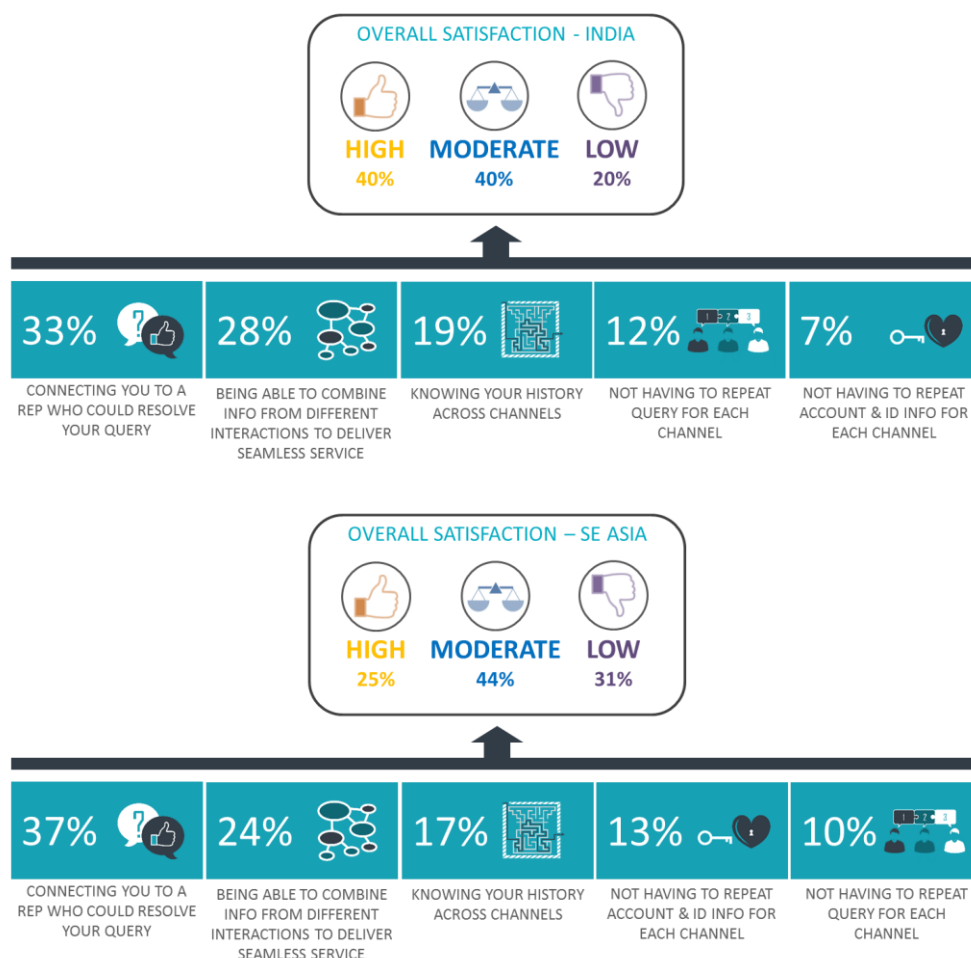 OVERALL SATISFACTION - INDIA
HIGH MODERATE LOW
40% 40% 20%
33% ? 28% 19% 12% 1 2 3 7%
CONNECTING YOU TO A
REP WHO COULD RESOLVE
YOUR QUERY
BEING ABLE TO COMBINE
INFO FROM DIFFERENT
INTERACTIONS TO DELIVER
SEAMLESS SERVICE
KNOWING YOUR HISTORY
ACROSS CHANNELS
NOT HAVING TO REPEAT
QUERY FOR EACH
CHANNEL
NOT HAVING TO REPEAT
ACCOUNT & ID INFO FOR
EACH CHANNEL
OVERALL SATISFACTION – SE ASIA
HIGH MODERATE LOW
25% 44% 31%
37% ? 24% 17% 13% 10% 1 2 3
CONNECTING YOU TO A
REP WHO COULD RESOLVE
YOUR QUERY
BEING ABLE TO COMBINE
INFO FROM DIFFERENT
INTERACTIONS TO DELIVER
SEAMLESS SERVICE
KNOWING YOUR HISTORY
ACROSS CHANNELS
NOT HAVING TO REPEAT
ACCOUNT & ID INFO FOR
EACH CHANNEL
NOT HAVING TO REPEAT
QUERY FOR EACH
CHANNEL